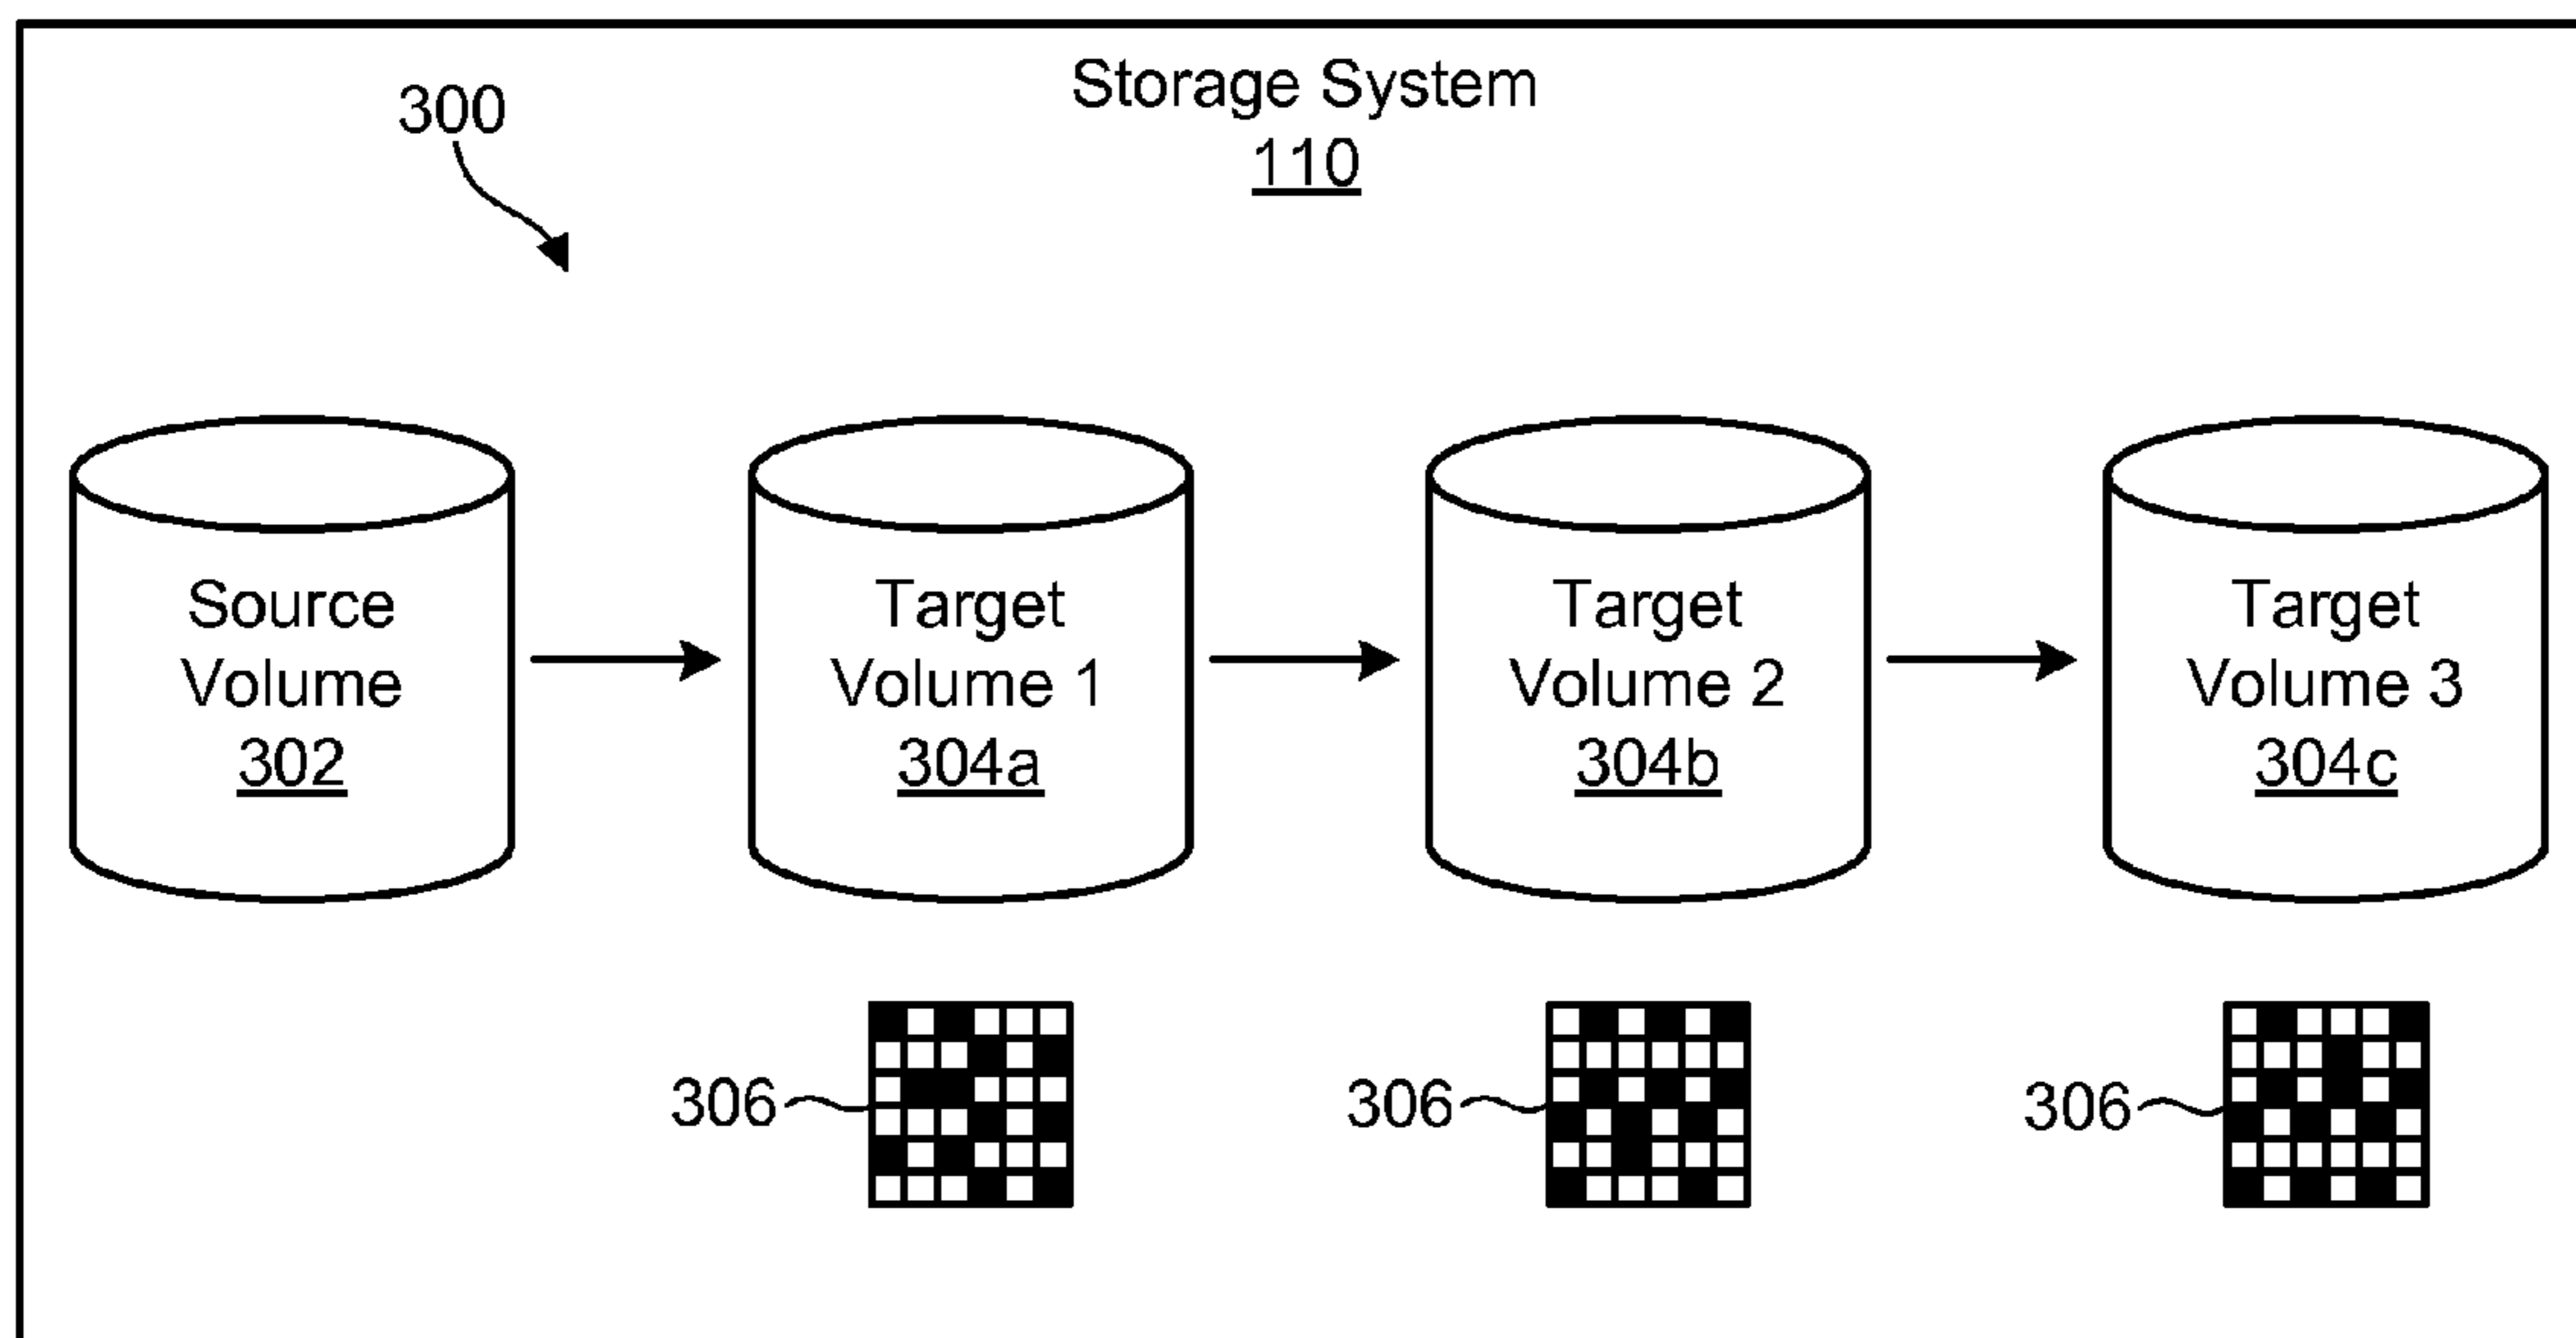 Storage System
110
300
Source
Volume
302
Target
Volume 1
304a
Target
Volume 2
304b
Target
Volume 3
304c
306
306
306